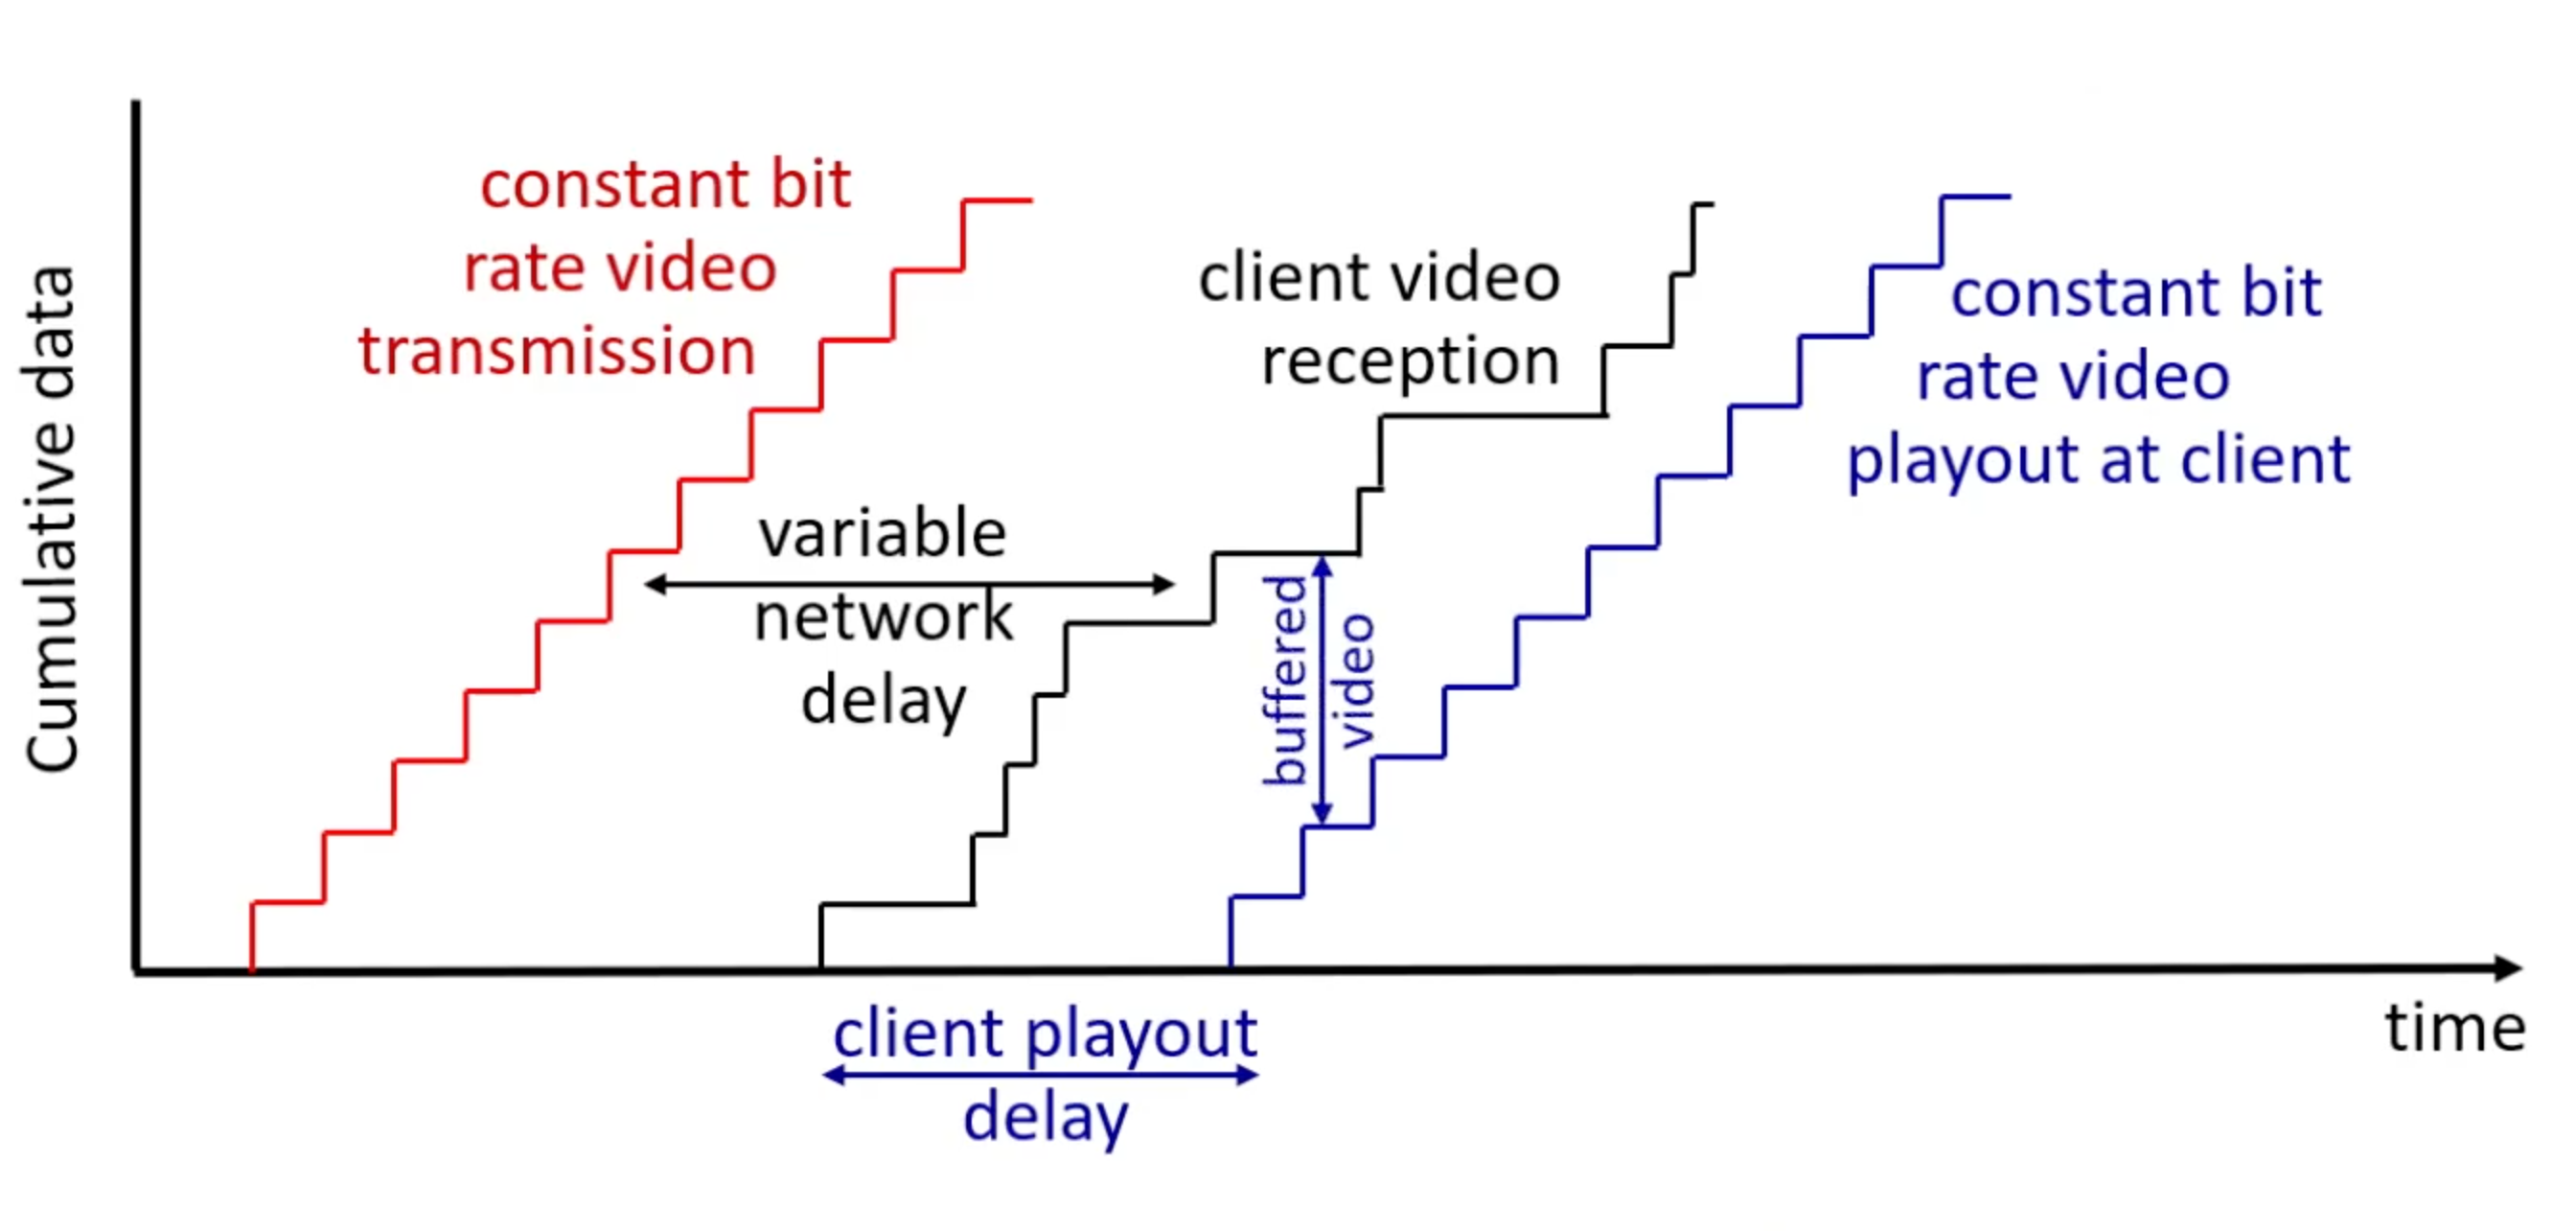 Cumulative data
constant bit
rate video
transmission
variable
network
delay
client video
reception
buffered
video
constant bit
rate video
playout at client
time
client playout
delay